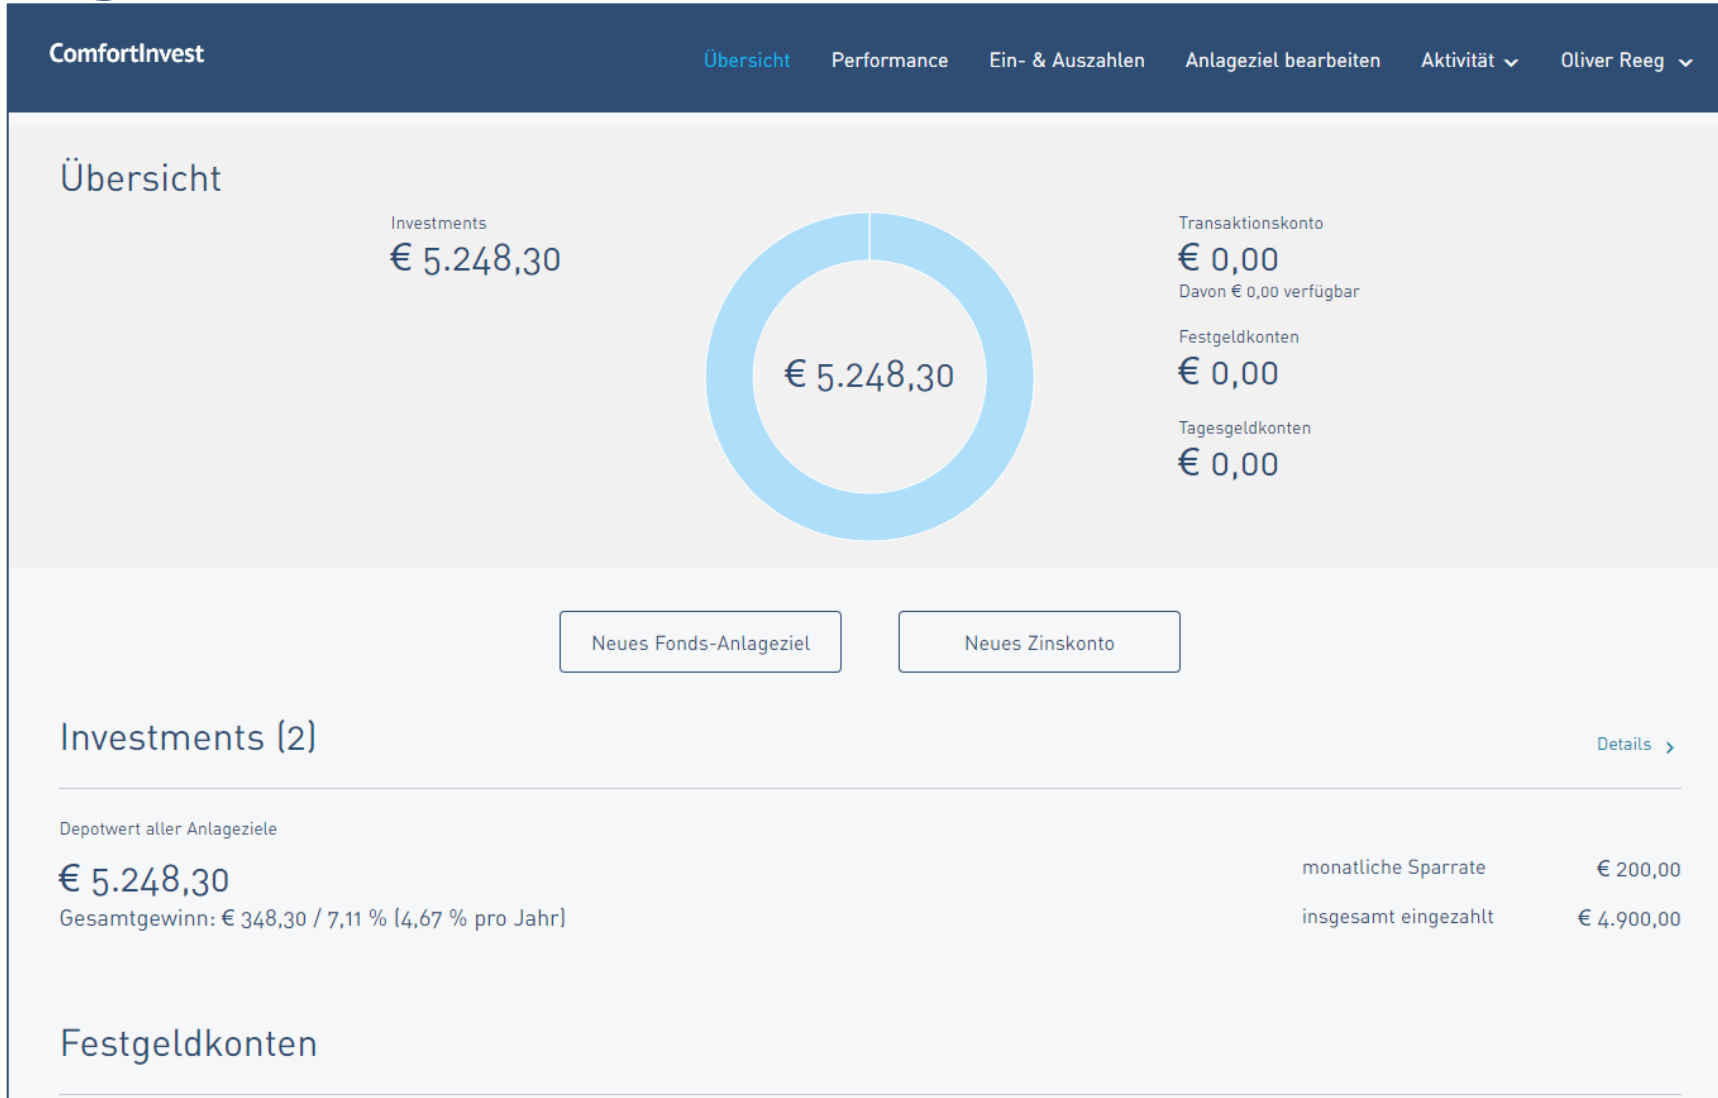 ComfortInvest
Übersicht Performance Ein- & Auszahlen Anlageziel bearbeiten Aktivität Oliver Reeg
Übersicht
Investments
€ 5.248,30
€ 5.248,30
Transaktionskonto
€ 0,00
Davon € 0,00 verfügbar
Festgeldkonten
€ 0,00
Tagesgeldkonten
€ 0,00
Neues Fonds-Anlageziel
Neues Zinskonto
Investments (2)
Details
Depotwert aller Anlageziele
€ 5.248,30
Gesamtgewinn: € 348,30 / 7,11 % (4,67 % pro Jahr)
monatliche Sparrate € 200,00
insgesamt eingezahlt € 4.900,00
Festgeldkonten